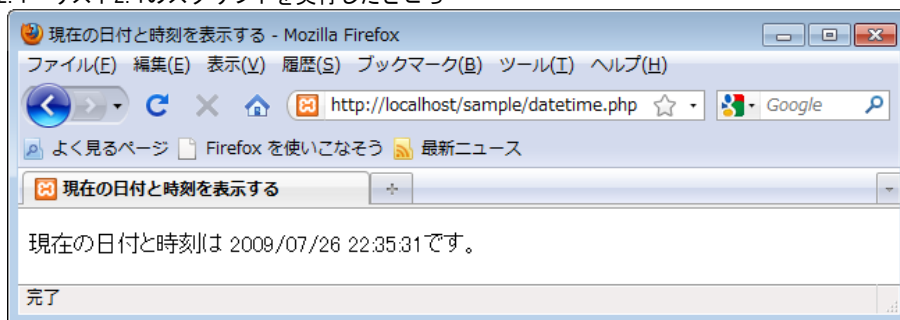 現在の日付と時刻を表示する - Mozilla Firefox
ファイル(F) 編集(E) 表示(V) 履歴(S) ブックマーク(B) ツール(T) ヘルプ(H)
http://localhost/sample/datetime.php Google
よく見るページ Firefox を使いこなそう 最新ニュース
現在の日付と時刻を表示する
現在の日付と時刻は 2009/07/26 22:35:31です。
完了